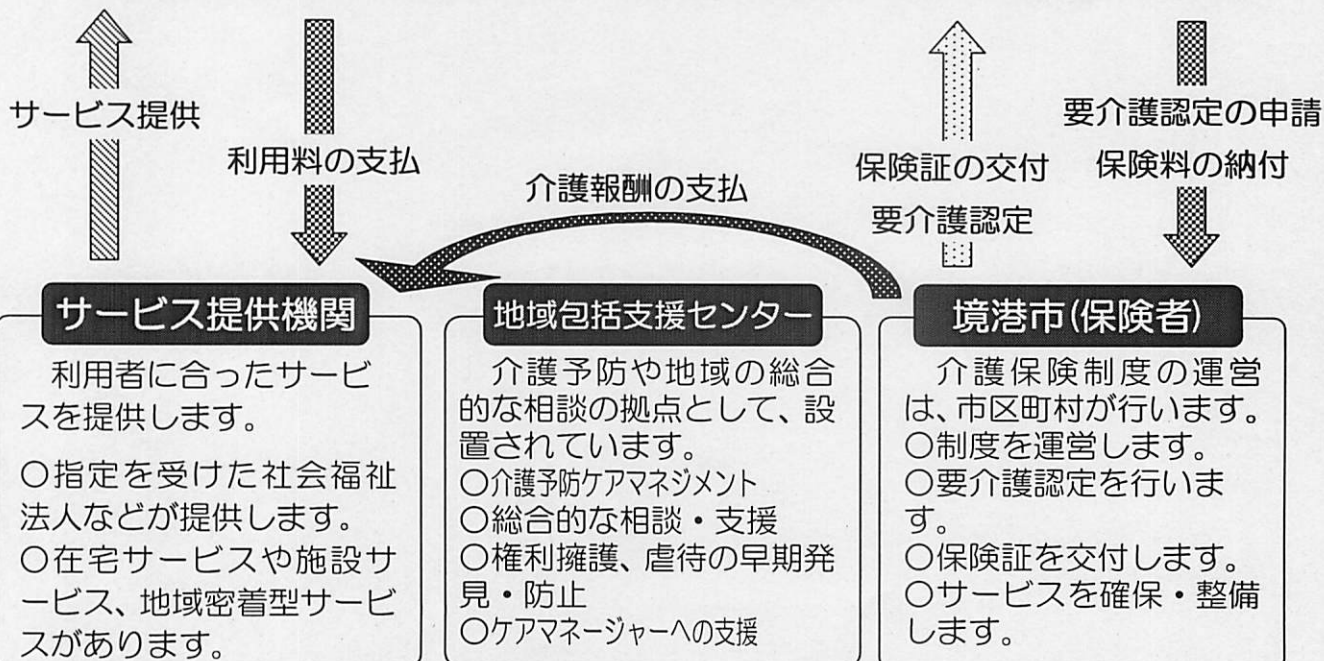 サービス提供
利用料の支払
介護報酬の支払
保険証の交付
要介護認定
要介護認定の申請
保険料の納付
サービス提供機関
利用者に合ったサービ
スを提供します。
○指定を受けた社会福祉
法人などが提供します。
○在宅サービスや施設サ
ービス、地域密着型サービ
スがあります。
地域包括支援センター
介護予防や地域の総合
的な相談の拠点として、設
置されています。
○介護予防ケアマネジメント
○総合的な相談・支援
○権利擁護、虐待の早期発
見・防止
○ケアマネージャーへの支援
境港市(保険者)
介護保険制度の運営
は、市区町村が行います。
○制度を運営します。
○要介護認定を行いま
す。
○保険証を交付します。
○サービスを確保・整備
します。